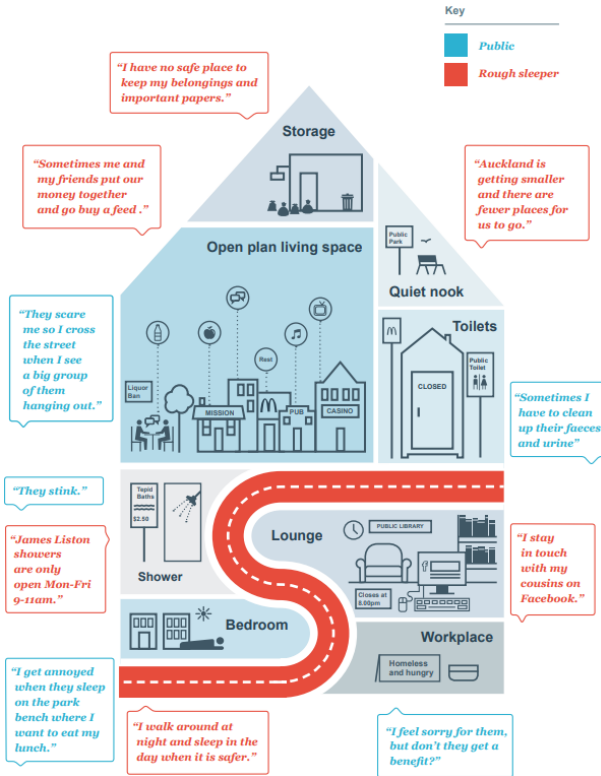 Key
Public
Rough sleeper
“I have no safe place to
keep my belongings and
important papers.”
Storage
“Sometimes me and
my friends put our
money together
and go buy a feed .”
“Auckland is
getting smaller
and there are
fewer places for
us to go.”
Public
Park
Quiet nook
Open plan living space
“They scare
me so I cross
the street
when I see
a big group
of them
hanging out.”
Liquor
Ban
Rest
MISSION
PUB
CASINO
Toilets
CLOSED
Public
Toilet
“Sometimes I
have to clean
up their faeces
and urine”
“They stink.”
Tepid
Baths
$2.50
Shower
“James Liston
showers
are only
open Mon-Fri
9-11am.”
Lounge
PUBLIC LIBRARY
Closes at
8.00pm
“I stay
in touch
with my
cousins on
Facebook.”
Bedroom
Workplace
Homeless
and hungry
“I get annoyed
when they sleep
on the park
bench where I
want to eat my
lunch.”
“I walk around at
night and sleep in the
day when it is safer.”
“I feel sorry for them,
but don’t they get a
benefit?”